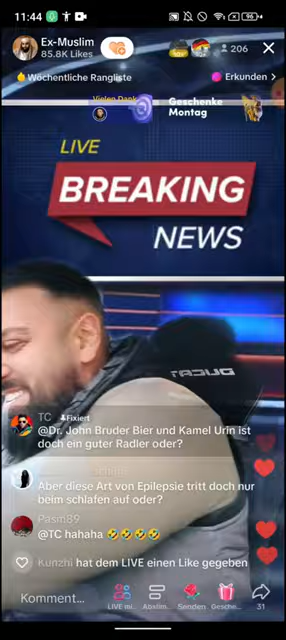 11:44
96
Ex-Muslim
85.8K Likes
206
Wöchentliche Rangliste
Erkunden >
Vielen Dank
Geschenke
Montag
LIVE
BREAKING
NEWS
DUCAT
TC Fixiert
@Dr. John Bruder Bier und Kamel Urin ist
doch ein guter Radler oder?
Aber diese Art von Epilepsie tritt doch nur
beim schlafen auf oder?
Pasm89
@TC hahaha 🤣🤣🤣🤣
Kunzhi hat dem LIVE einen Like gegeben
Komment...
LIVE mi...
Abstim...
Senden
Gesche...
31